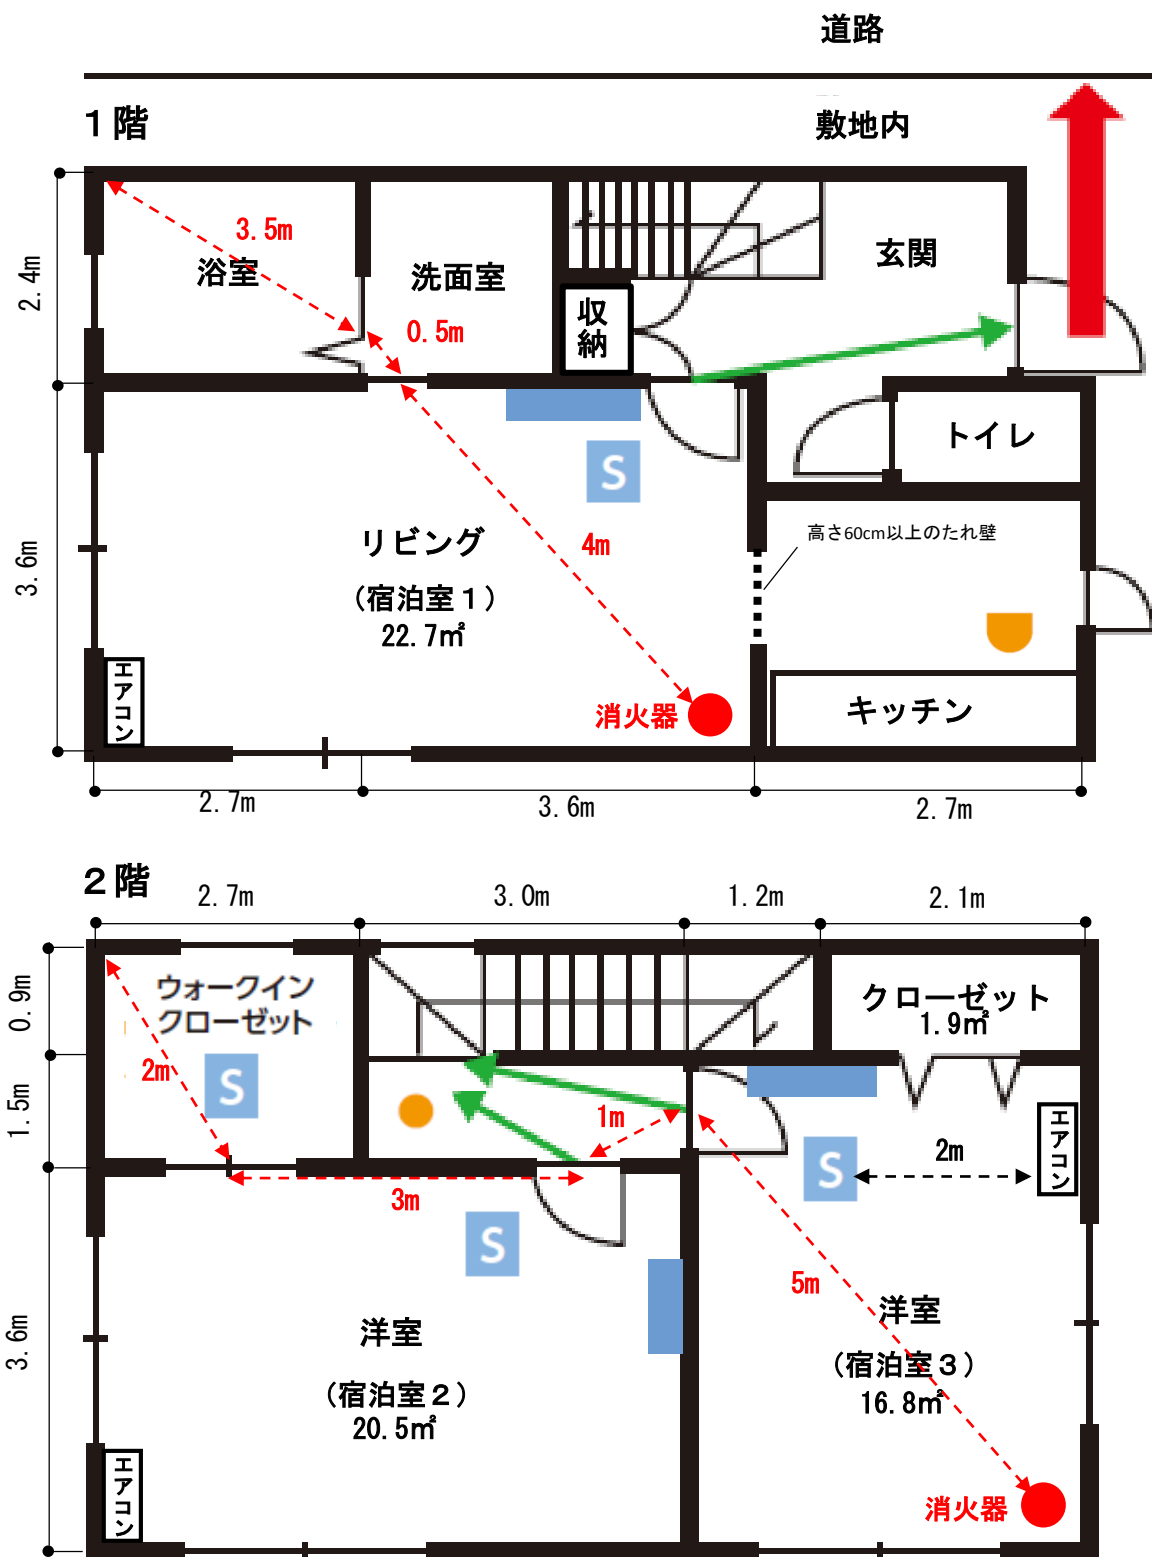 道路
1階
敷地内
2.4m
3.5m
浴室
洗面室
0.5m
収納
玄関
トイレ
S
3.6m
リビング
(宿泊室1)
22.7㎡
4m
高さ60cm以上のたれ壁
エアコン
消火器
キッチン
2.7m
3.6m
2.7m
2階
2.7m
3.0m
1.2m
2.1m
0.9m
ウォークイン
クローゼット
クローゼット
1.9㎡
1.5m
2m
S
1m
エアコン
S
2m
3m
S
3.6m
5m
洋室
(宿泊室2)
20.5㎡
洋室
(宿泊室3)
16.8㎡
エアコン
消火器